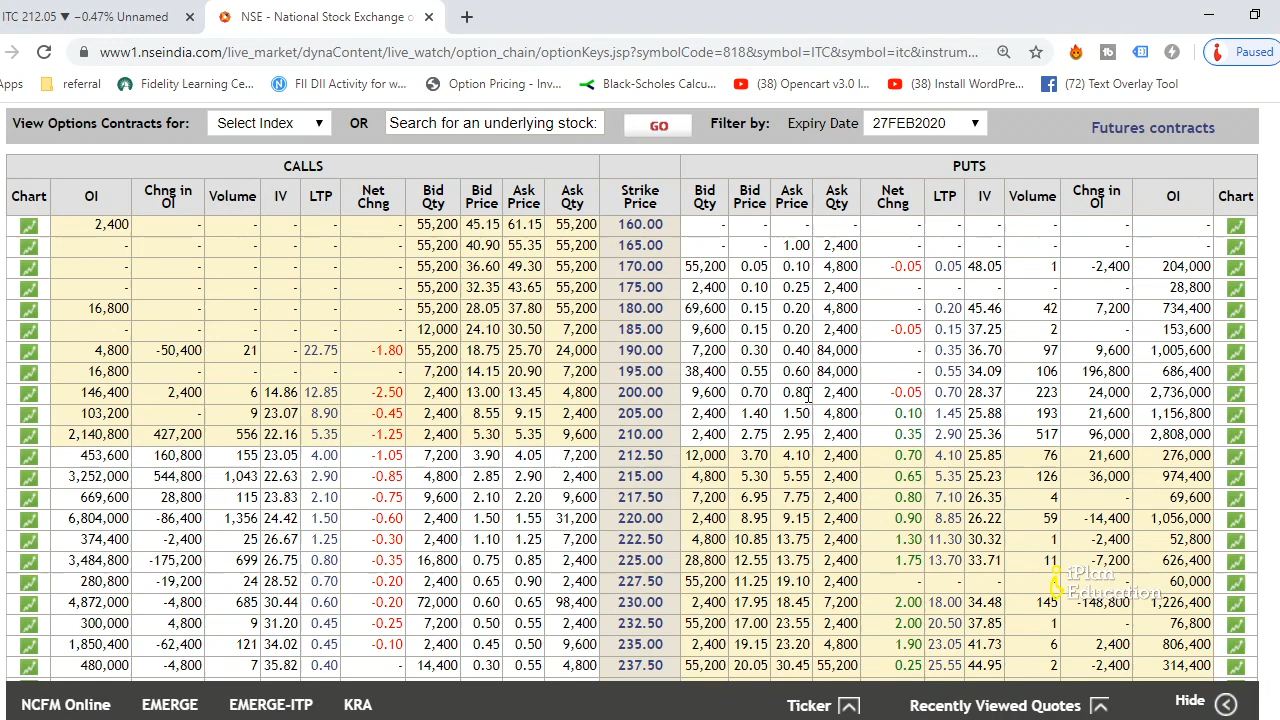 ITC 212.05 ▼ −0.47% Unnamed × NSE - National Stock Exchange o × +
www1.nseindia.com/live_market/dynaContent/live_watch/option_chain/optionKeys.jsp?symbolCode=818&symbol=ITC&symbol=itc&instrum... Paused
Apps referral Fidelity Learning Ce... FII DII Activity for w... Option Pricing - Inv... Black-Scholes Calcu... (38) Opencart v3.0 I... (38) Install WordPre... (72) Text Overlay Tool
View Options Contracts for: Select Index ▼ OR Search for an underlying stock: GO Filter by: Expiry Date 27FEB2020 ▼ Futures contracts
CALLS PUTS
Chart OI Chng in OI Volume IV LTP Net Chng Bid Qty Bid Price Ask Price Ask Qty Strike Price Bid Qty Bid Price Ask Price Ask Qty Net Chng LTP IV Volume Chng in OI OI Chart
2,400 - - - - - 55,200 45.15 61.15 55,200 160.00 - - - - - - - - - -
- - - - - - 55,200 40.90 55.35 55,200 165.00 - - 1.00 2,400 - - - - - -
- - - - - - 55,200 36.60 49.30 55,200 170.00 55,200 0.05 0.10 4,800 -0.05 0.05 48.05 1 -2,400 204,000
- - - - - - 55,200 32.35 43.65 55,200 175.00 2,400 0.10 0.25 2,400 - - - - - 28,800
16,800 - - - - - 55,200 28.05 37.80 55,200 180.00 69,600 0.15 0.20 4,800 - 0.20 45.46 42 7,200 734,400
- - - - - - 12,000 24.10 30.50 7,200 185.00 9,600 0.15 0.20 2,400 -0.05 0.15 37.25 2 - 153,600
4,800 -50,400 21 - 22.75 -1.80 55,200 18.75 25.70 24,000 190.00 7,200 0.30 0.40 84,000 - 0.35 36.70 97 9,600 1,005,600
16,800 - - - - - 7,200 14.15 20.90 7,200 195.00 38,400 0.55 0.60 84,000 - 0.55 34.09 106 196,800 686,400
146,400 2,400 6 14.86 12.85 -2.50 2,400 13.00 13.45 4,800 200.00 9,600 0.70 0.80 2,400 -0.05 0.70 28.37 223 24,000 2,736,000
103,200 - 9 23.07 8.90 -0.45 2,400 8.55 9.15 2,400 205.00 2,400 1.40 1.50 4,800 0.10 1.45 25.88 193 21,600 1,156,800
2,140,800 427,200 556 22.16 5.35 -1.25 2,400 5.30 5.35 9,600 210.00 2,400 2.75 2.95 2,400 0.35 2.90 25.36 517 96,000 2,808,000
453,600 160,800 155 23.05 4.00 -1.05 7,200 3.90 4.05 7,200 212.50 12,000 3.70 4.10 2,400 0.70 4.10 25.85 76 21,600 276,000
3,252,000 544,800 1,043 22.63 2.90 -0.85 4,800 2.85 2.90 7,200 215.00 4,800 5.30 5.55 2,400 0.65 5.35 25.23 126 36,000 974,400
669,600 28,800 115 23.83 2.10 -0.75 9,600 2.10 2.20 9,600 217.50 7,200 6.95 7.75 2,400 0.80 7.10 26.35 4 - 69,600
6,804,000 -86,400 1,356 24.42 1.50 -0.60 2,400 1.50 1.55 31,200 220.00 2,400 8.95 9.15 2,400 0.90 8.85 26.22 59 -14,400 1,056,000
374,400 -2,400 25 26.67 1.25 -0.30 2,400 1.10 1.25 7,200 222.50 4,800 10.85 13.75 2,400 1.30 11.30 30.32 1 -2,400 52,800
3,484,800 -175,200 699 26.75 0.80 -0.35 16,800 0.75 0.80 2,400 225.00 28,800 12.55 13.75 2,400 1.75 13.70 33.71 11 -7,200 626,400
280,800 -19,200 24 28.52 0.70 -0.20 2,400 0.65 0.90 2,400 227.50 55,200 11.25 19.10 2,400 - - - - - 60,000
4,872,000 -4,800 685 30.44 0.60 -0.20 72,000 0.60 0.65 98,400 230.00 2,400 17.95 18.45 7,200 2.00 18.00 34.48 145 -148,800 1,226,400
300,000 4,800 9 31.20 0.45 -0.25 7,200 0.50 0.55 2,400 232.50 55,200 17.00 23.55 2,400 2.00 20.50 37.85 1 - 76,800
1,850,400 -62,400 121 34.02 0.45 -0.10 2,400 0.40 0.45 9,600 235.00 2,400 19.15 23.20 4,800 1.90 23.05 41.73 6 2,400 806,400
480,000 -4,800 7 35.82 0.40 - 14,400 0.30 0.55 4,800 237.50 55,200 20.05 30.45 55,200 0.25 25.55 44.95 2 -2,400 314,400
iPlan
Education
NCFM Online EMERGE EMERGE-ITP KRA Ticker Recently Viewed Quotes Hide